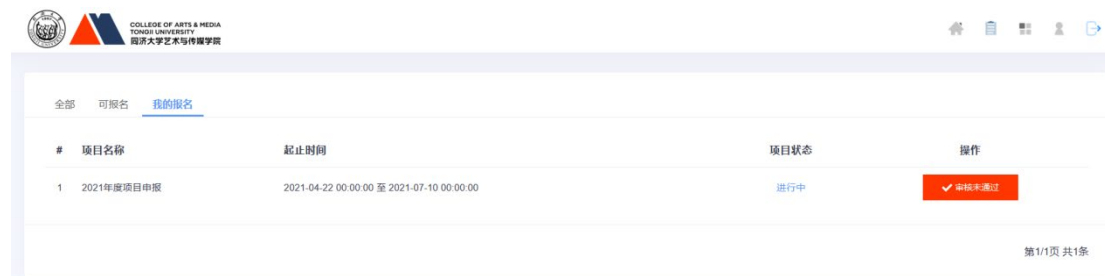 COLLEGE OF ARTS & MEDIA
TONGJI UNIVERSITY
同济大学艺术与传媒学院
全部 可报名 我的报名
# 项目名称 起止时间 项目状态 操作
1 2021年度项目申报 2021-04-22 00:00:00 至 2021-07-10 00:00:00 进行中 审核未通过
第1/1页 共1条